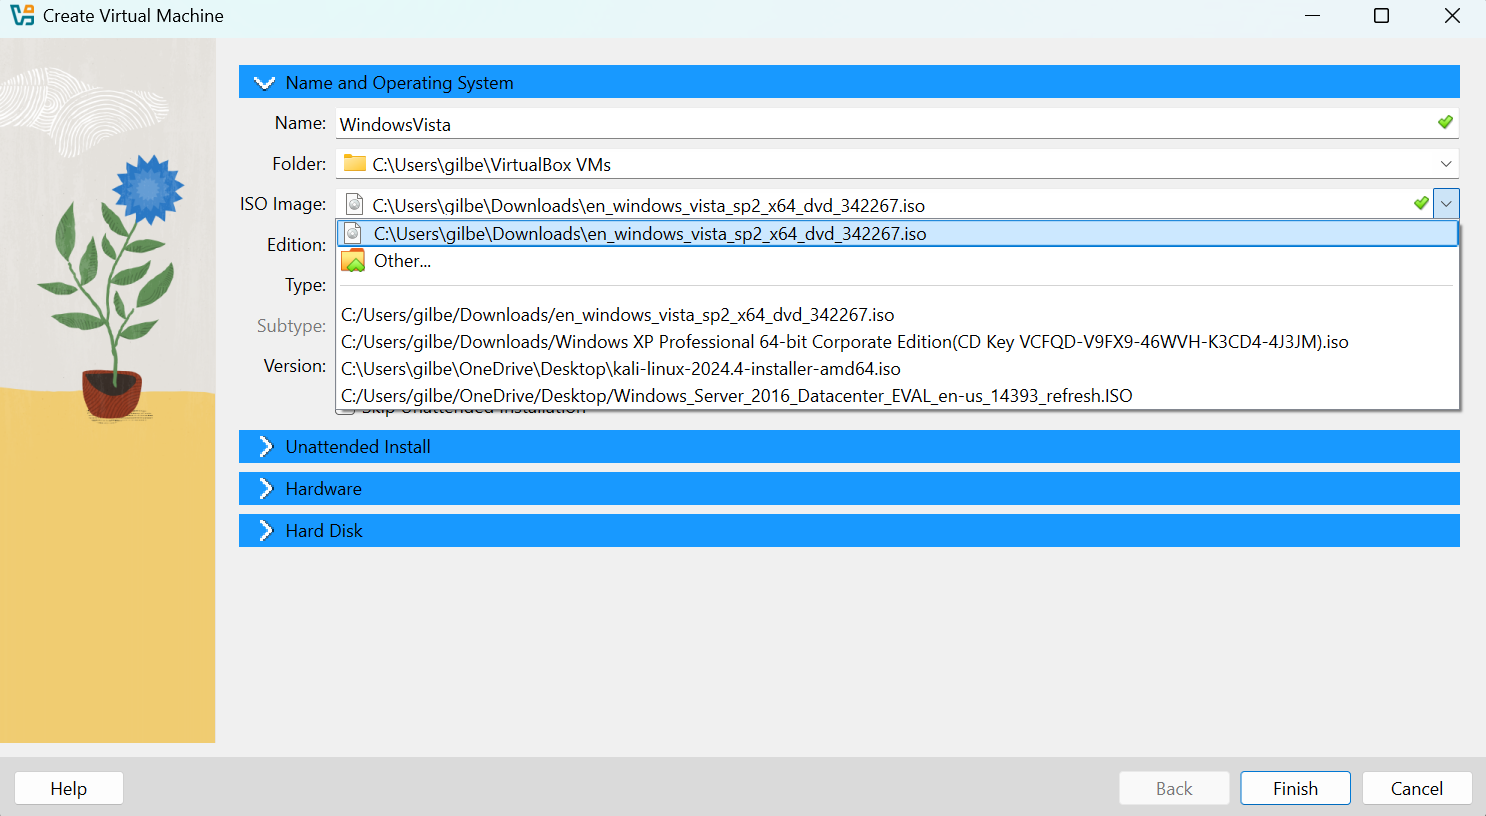 Create Virtual Machine
Name and Operating System
Name: WindowsVista
Folder: C:\Users\gilbe\VirtualBox VMs
ISO Image: C:\Users\gilbe\Downloads\en_windows_vista_sp2_x64_dvd_342267.iso
C:\Users\gilbe\Downloads\en_windows_vista_sp2_x64_dvd_342267.iso
Edition:
Other...
Type:
C:/Users/gilbe/Downloads/en_windows_vista_sp2_x64_dvd_342267.iso
Subtype:
C:/Users/gilbe/Downloads/Windows XP Professional 64-bit Corporate Edition(CD Key VCFQD-V9FX9-46WVH-K3CD4-4J3JM).iso
Version:
C:\Users\gilbe\OneDrive\Desktop\kali-linux-2024.4-installer-amd64.iso
C:/Users/gilbe/OneDrive/Desktop/Windows_Server_2016_Datacenter_EVAL_en-us_14393_refresh.ISO
Skip Unattended Installation
Unattended Install
Hardware
Hard Disk
Help
Back
Finish
Cancel